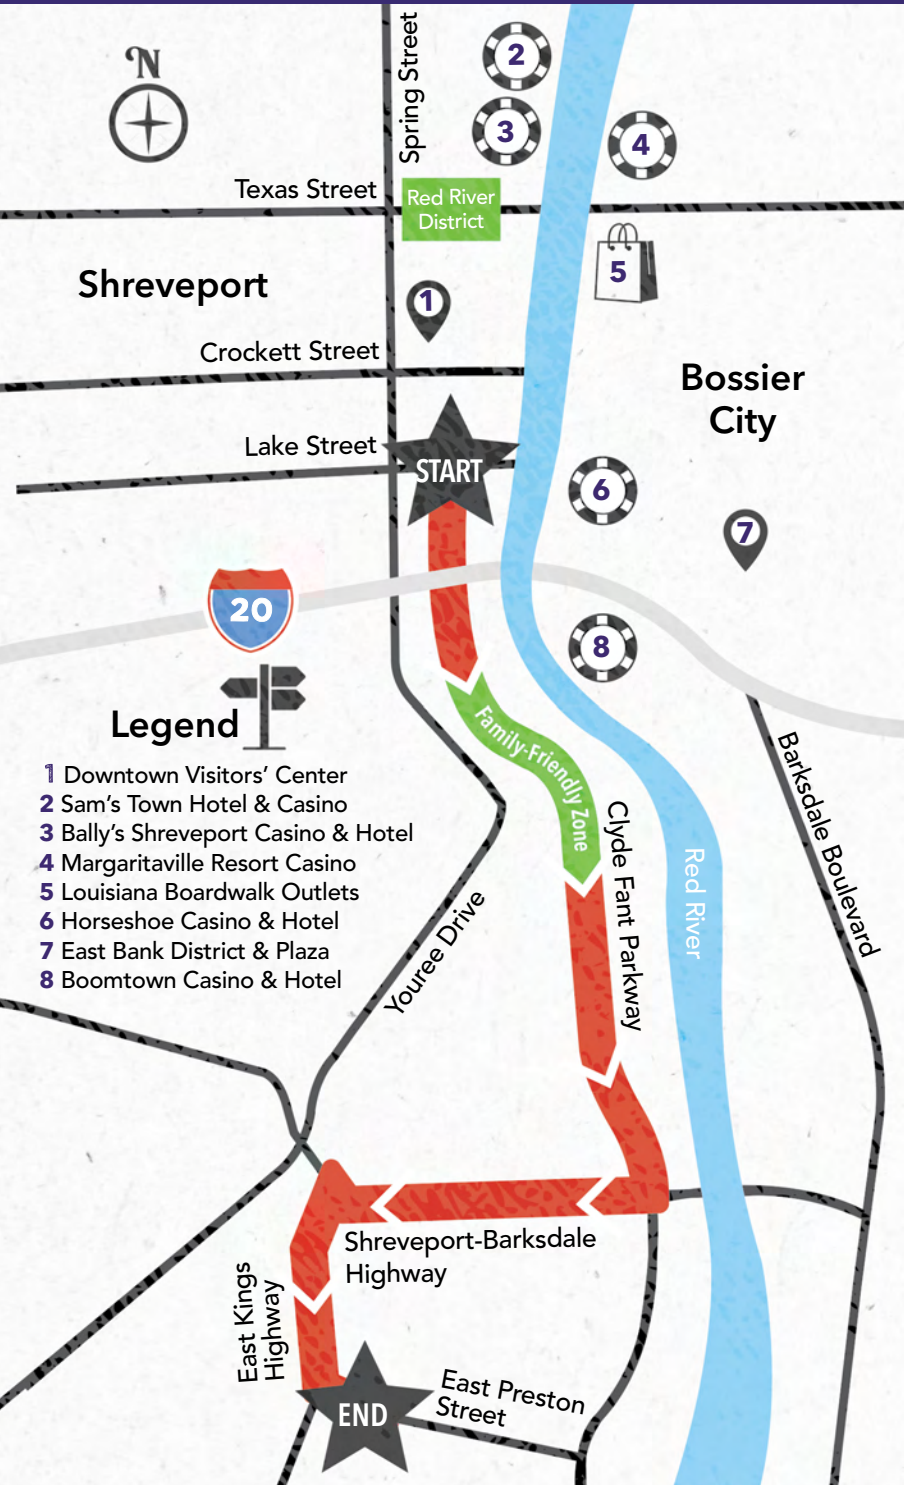 N
Spring Street
2
3
4
Texas Street
Red River
District
5
Shreveport
1
Crockett Street
Bossier
City
Lake Street
START
6
7
20
8
Legend
1 Downtown Visitors' Center
2 Sam's Town Hotel & Casino
3 Bally's Shreveport Casino & Hotel
4 Margaritaville Resort Casino
5 Louisiana Boardwalk Outlets
6 Horseshoe Casino & Hotel
7 East Bank District & Plaza
8 Boomtown Casino & Hotel
Family-Friendly Zone
Clyde Fant Parkway
Red River
Barksdale Boulevard
Youree Drive
Shreveport-Barksdale
Highway
East Kings
Highway
END
East Preston
Street